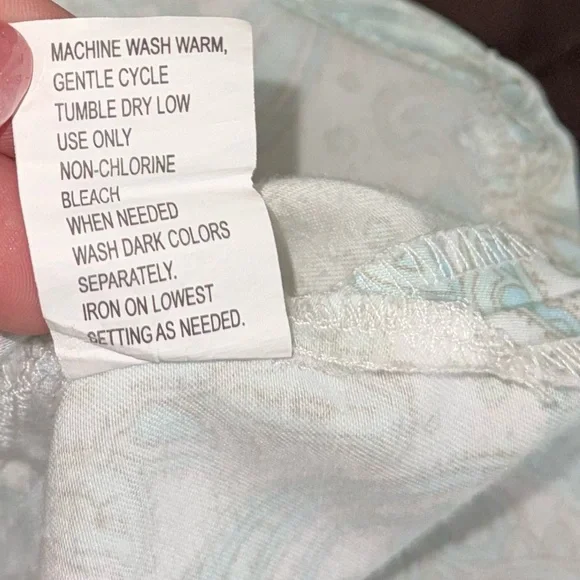 MACHINE WASH WARM,
GENTLE CYCLE
TUMBLE DRY LOW
USE ONLY
NON-CHLORINE
BLEACH
WHEN NEEDED
WASH DARK COLORS
SEPARATELY.
IRON ON LOWEST
SETTING AS NEEDED.